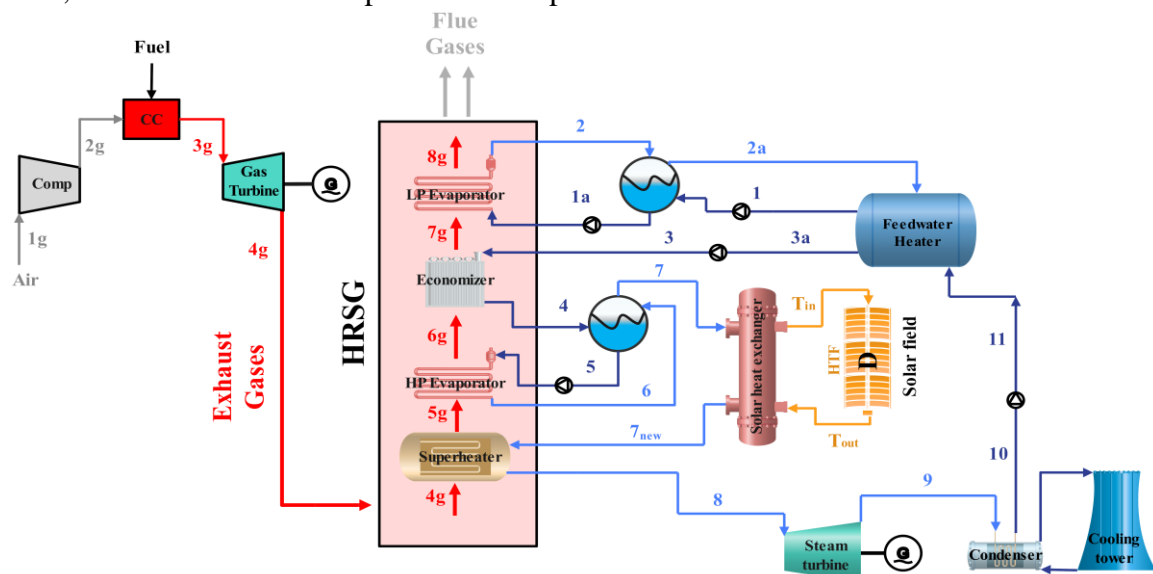 Flue
Gases
Fuel
CC
2g
3g
Comp
Gas
Turbine
G
1g
Air
4g
Exhaust
Gases
HRSG
8g
LP Evaporator
7g
Economizer
6g
HP Evaporator
5g
Superheater
4g
2
2a
1a
1
3
3a
Feedwater
Heater
4
7
5
6
7new
Solar heat exchanger
Tin
HTF
D
Solar field
Tout
11
10
8
9
Steam
turbine
G
Condenser
Cooling
tower